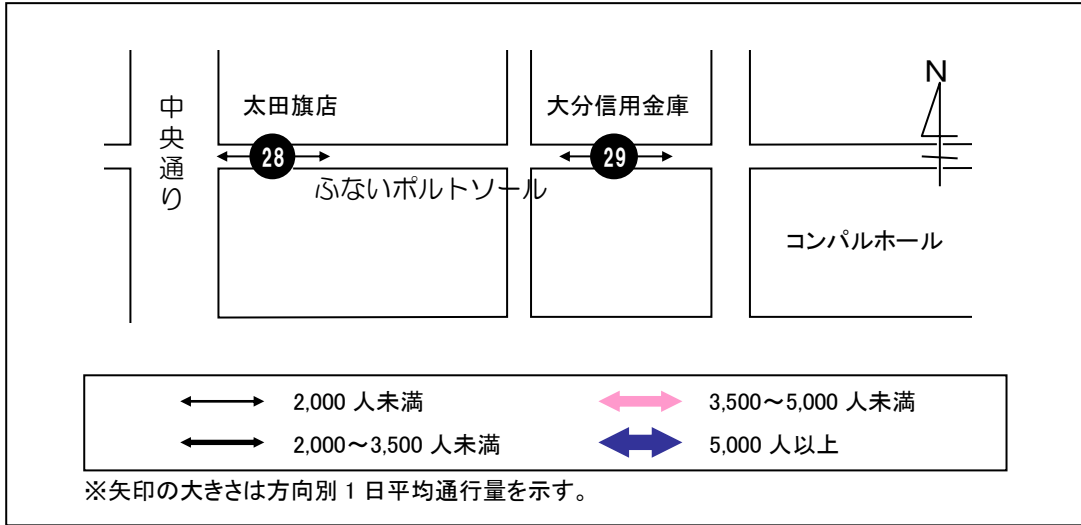 N
中央通り
太田旗店
大分信用金庫
28
29
ふないポルトソール
コンパルホール
2,000 人未満
3,500～5,000 人未満
2,000～3,500 人未満
5,000 人以上
※矢印の大きさは方向別 1 日平均通行量を示す。